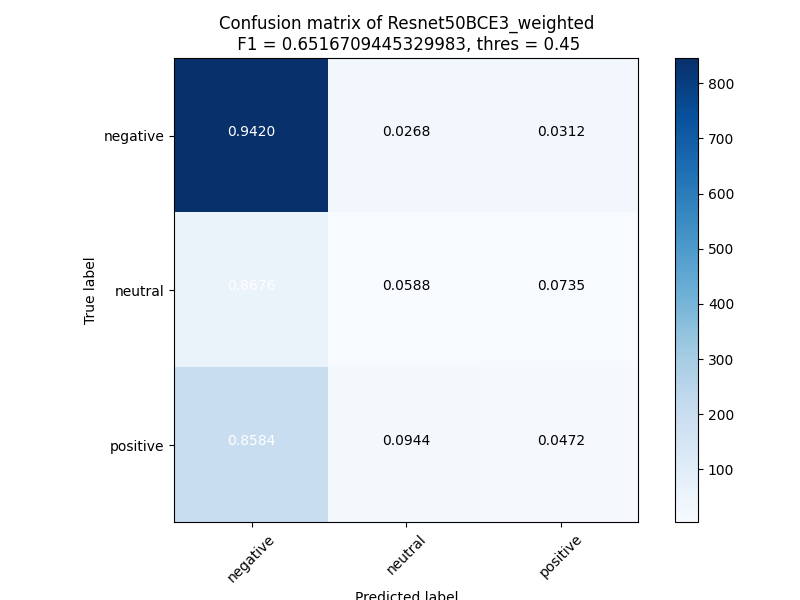 Confusion matrix of Resnet50BCE3_weighted
F1 = 0.6516709445329983, thres = 0.45
negative 0.9420 0.0268 0.0312
neutral 0.8676 0.0588 0.0735
positive 0.8584 0.0944 0.0472
negative neutral positive
True label
Predicted label
800
700
600
500
400
300
200
100